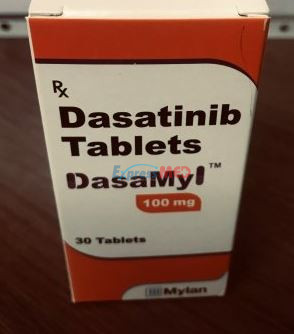 Rx
Dasatinib
Tablets
DasaMyl™
100 mg
30 Tablets
Mylan